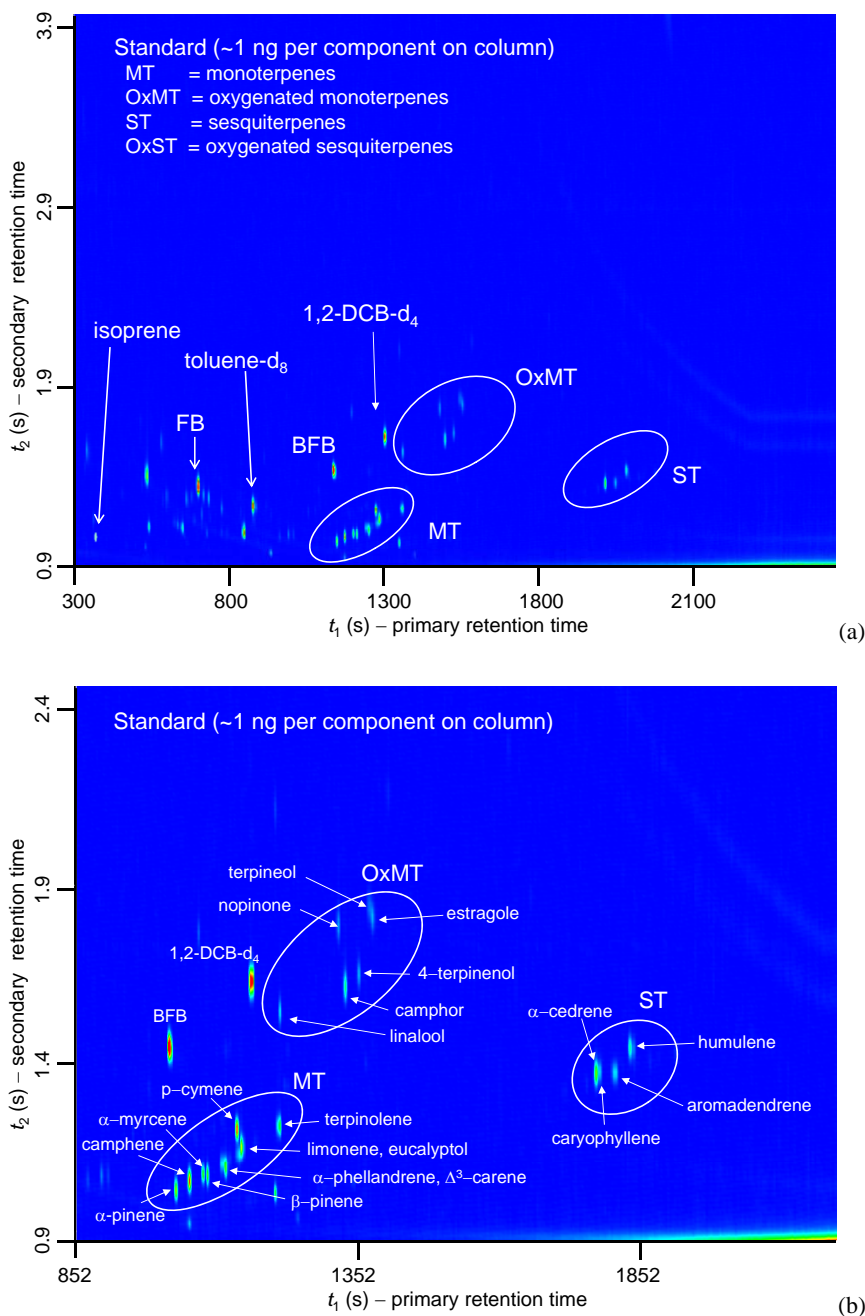 3.9
2.9
1.9
0.9
t₂ (s) – secondary retention time
Standard (~1 ng per component on column)
MT = monoterpenes
OxMT = oxygenated monoterpenes
ST = sesquiterpenes
OxST = oxygenated sesquiterpenes
1,2-DCB-d₄
isoprene
toluene-d₈
OxMT
FB
BFB
ST
MT
300 800 1300 1800 2100
t₁ (s) – primary retention time
(a)
2.4
1.9
1.4
0.9
t₂ (s) – secondary retention time
Standard (~1 ng per component on column)
terpineol
OxMT
nopinone
estragole
1,2-DCB-d₄
4–terpinenol
ST
α–cedrene
camphor
BFB
linalool
humulene
MT
p–cymene
aromadendrene
α–myrcene
terpinolene
caryophyllene
camphene
limonene, eucalyptol
α–phellandrene, Δ³–carene
α-pinene
β–pinene
852 1352 1852
t₁ (s) – primary retention time
(b)